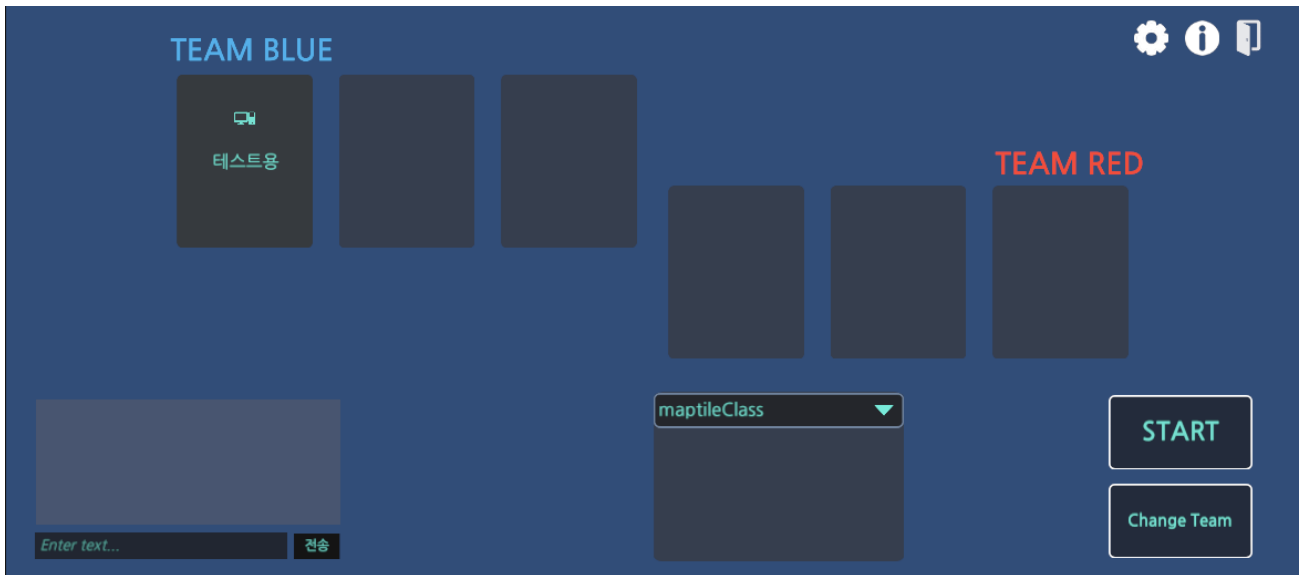 TEAM BLUE
테스트용
TEAM RED
maptileClass
START
Change Team
Enter text...
전송